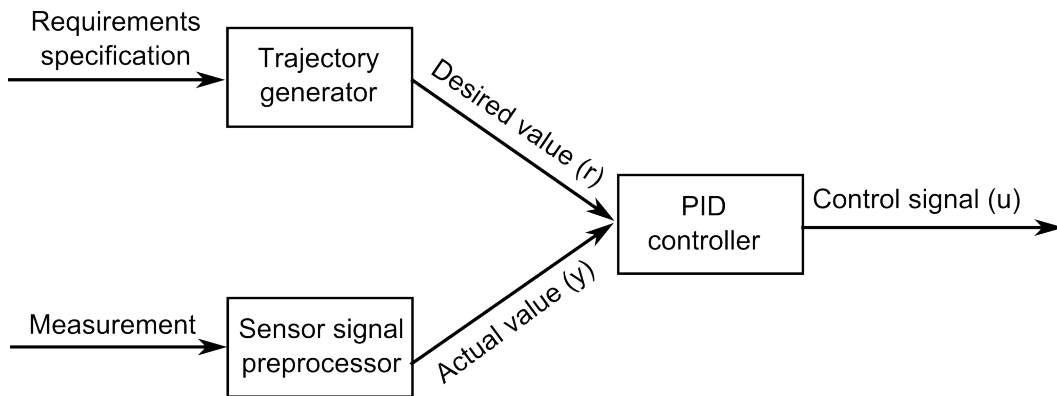 Requirements
specification
Trajectory
generator
Desired value (r)
PID
controller
Control signal (u)
Measurement
Sensor signal
preprocessor
Actual value (y)